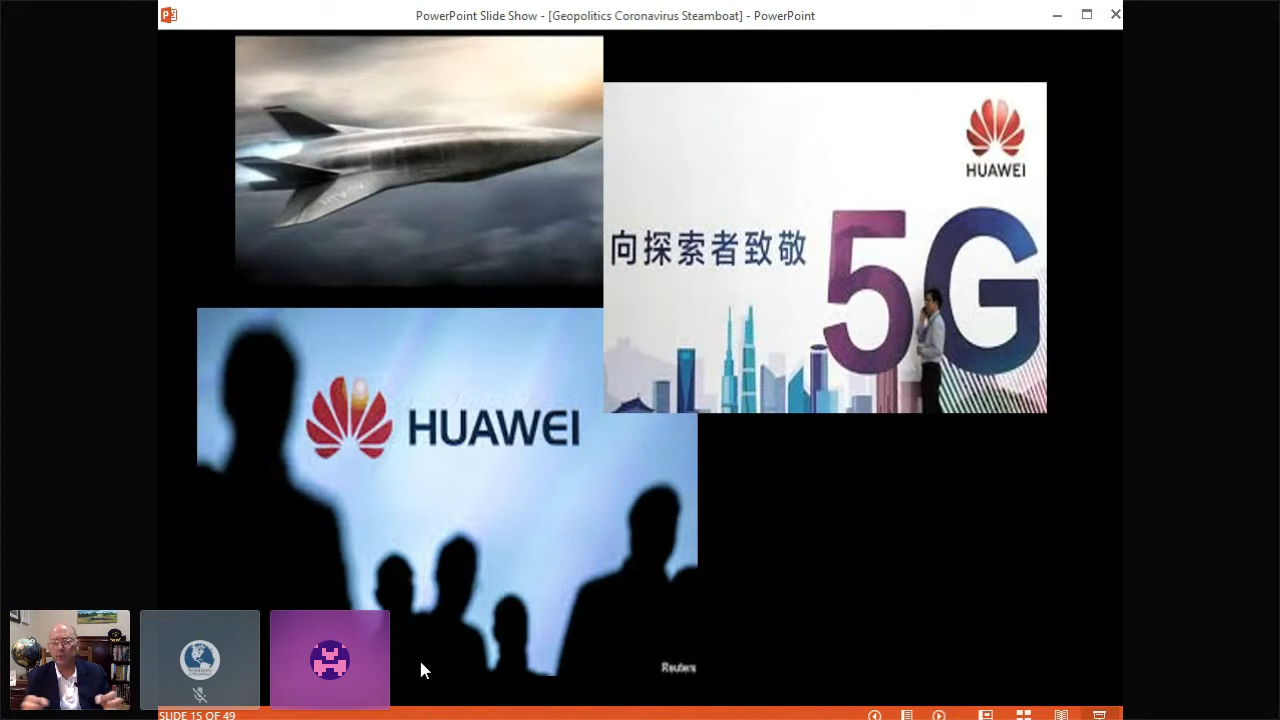 PowerPoint Slide Show - [Geopolitics Coronavirus Steamboat] - PowerPoint
HUAWEI
向探索者致敬
5G
HUAWEI
Reuters
SLIDE 15 OF 49